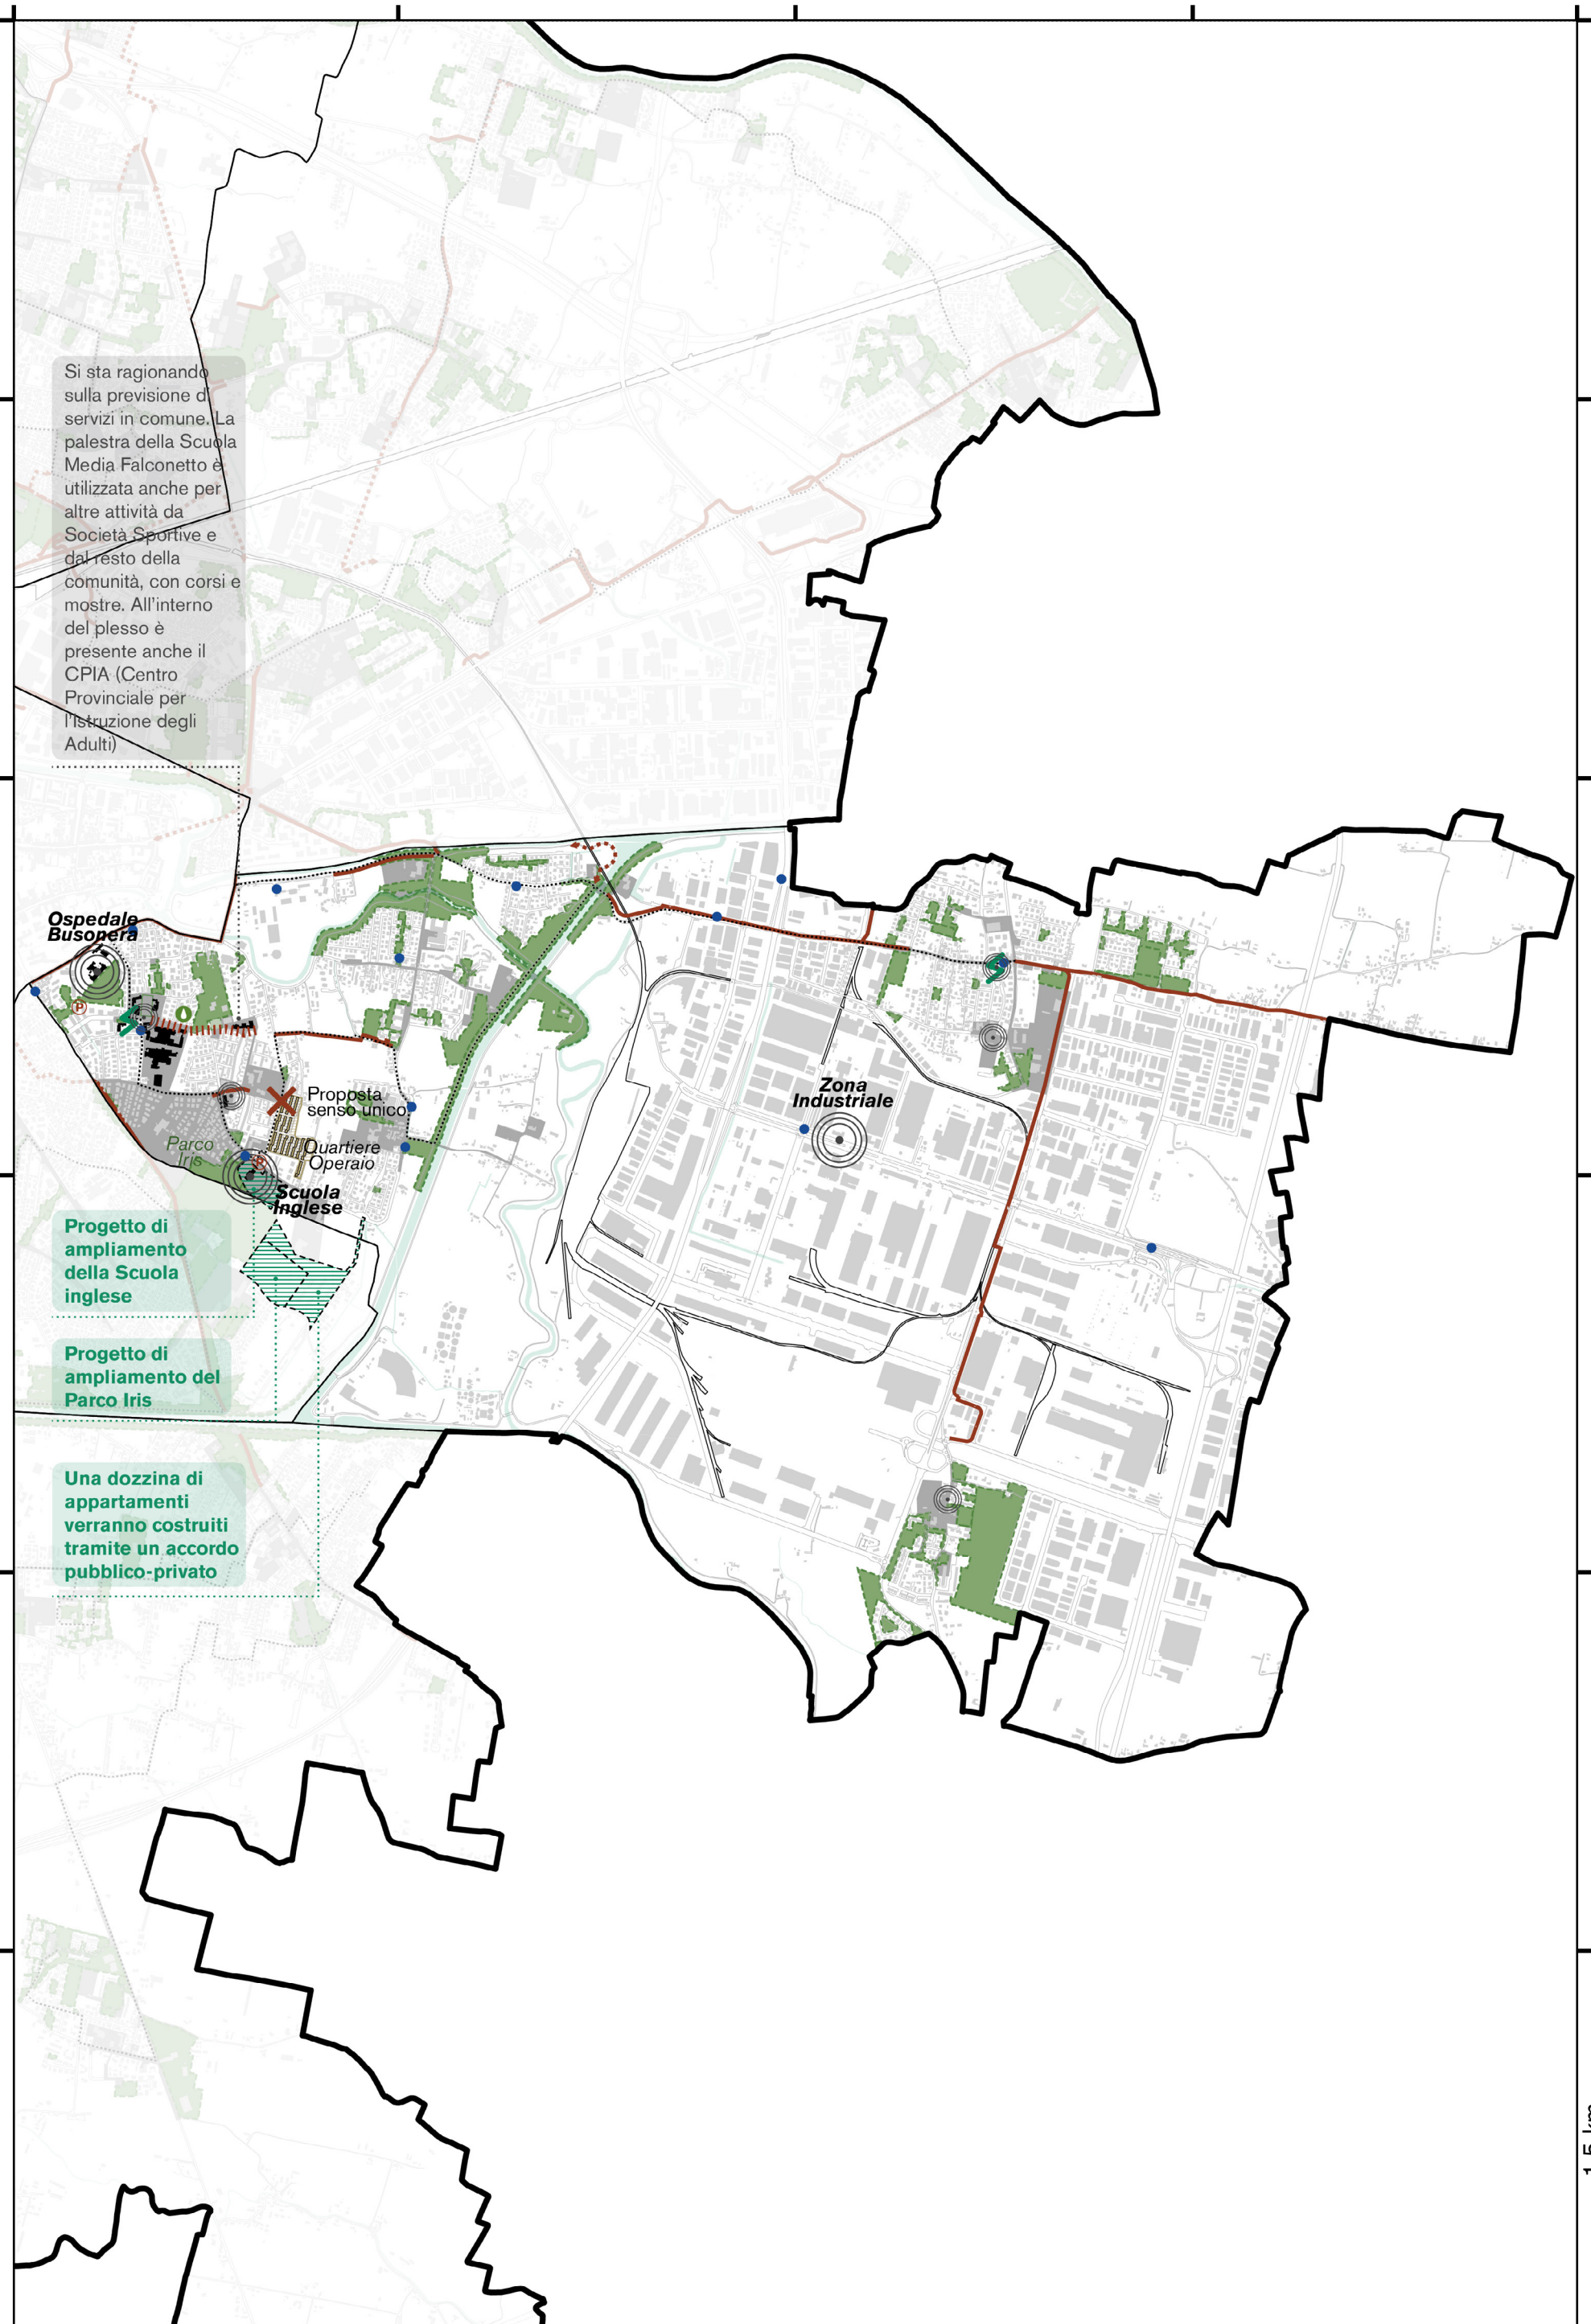 Si sta ragionando
sulla previsione di
servizi in comune. La
palestra della Scuola
Media Falconetto è
utilizzata anche per
altre attività da
Società Sportive e
dal resto della
comunità, con corsi e
mostre. All'interno
del plesso è
presente anche il
CPIA (Centro
Provinciale per
l'Istruzione degli
Adulti)
Ospedale
Busonera
P
Proposta
senso unico
Zona
Industriale
Parco
Iris
Quartiere
Operaio
P
Scuola
Inglese
Progetto di
ampliamento
della Scuola
inglese
Progetto di
ampliamento del
Parco Iris
Una dozzina di
appartamenti
verranno costruiti
tramite un accordo
pubblico-privato
1,5 km